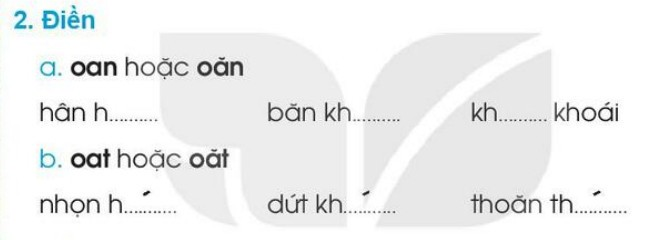 2. Điền
a. oan hoặc oăn
hân h.......... băn kh.......... kh.......... khoái
b. oat hoặc oăt
nhọn h.....´..... dứt kh.....´..... thoăn th.....´.....